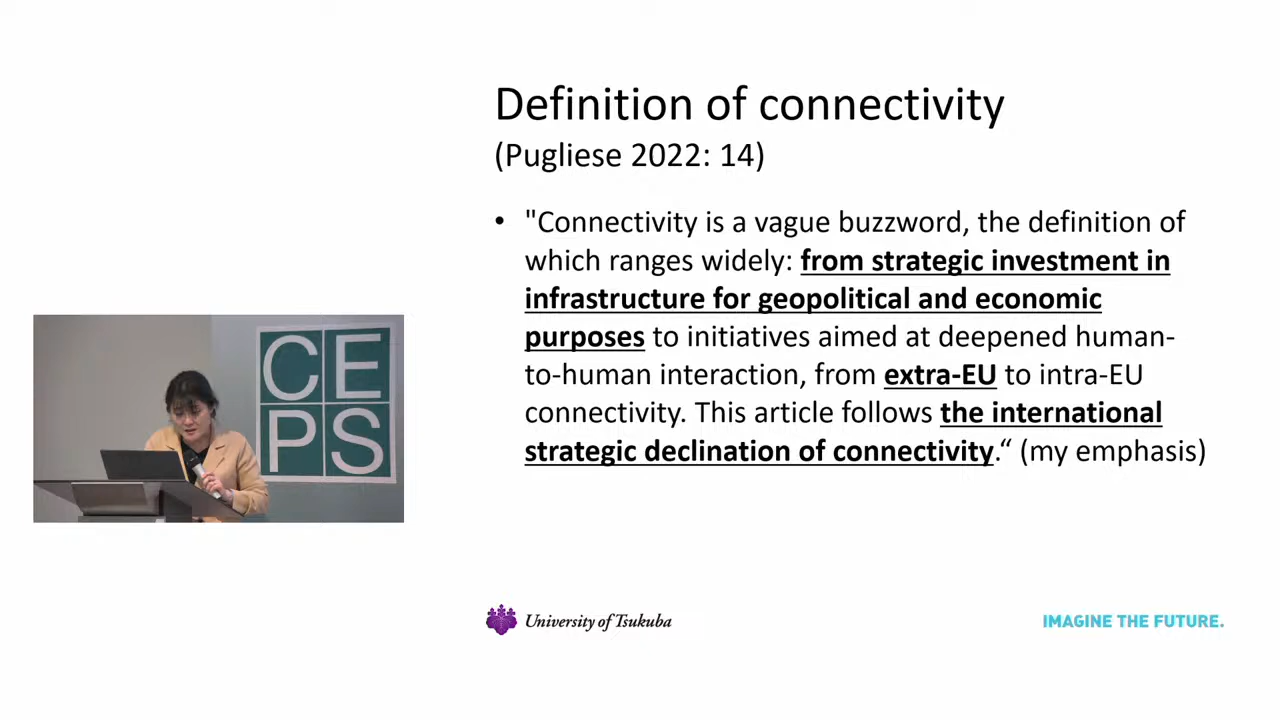 Definition of connectivity
(Pugliese 2022: 14)
• "Connectivity is a vague buzzword, the definition of
which ranges widely: from strategic investment in
infrastructure for geopolitical and economic
purposes to initiatives aimed at deepened human-
to-human interaction, from extra-EU to intra-EU
connectivity. This article follows the international
strategic declination of connectivity.“ (my emphasis)
CE
PS
University of Tsukuba
IMAGINE THE FUTURE.